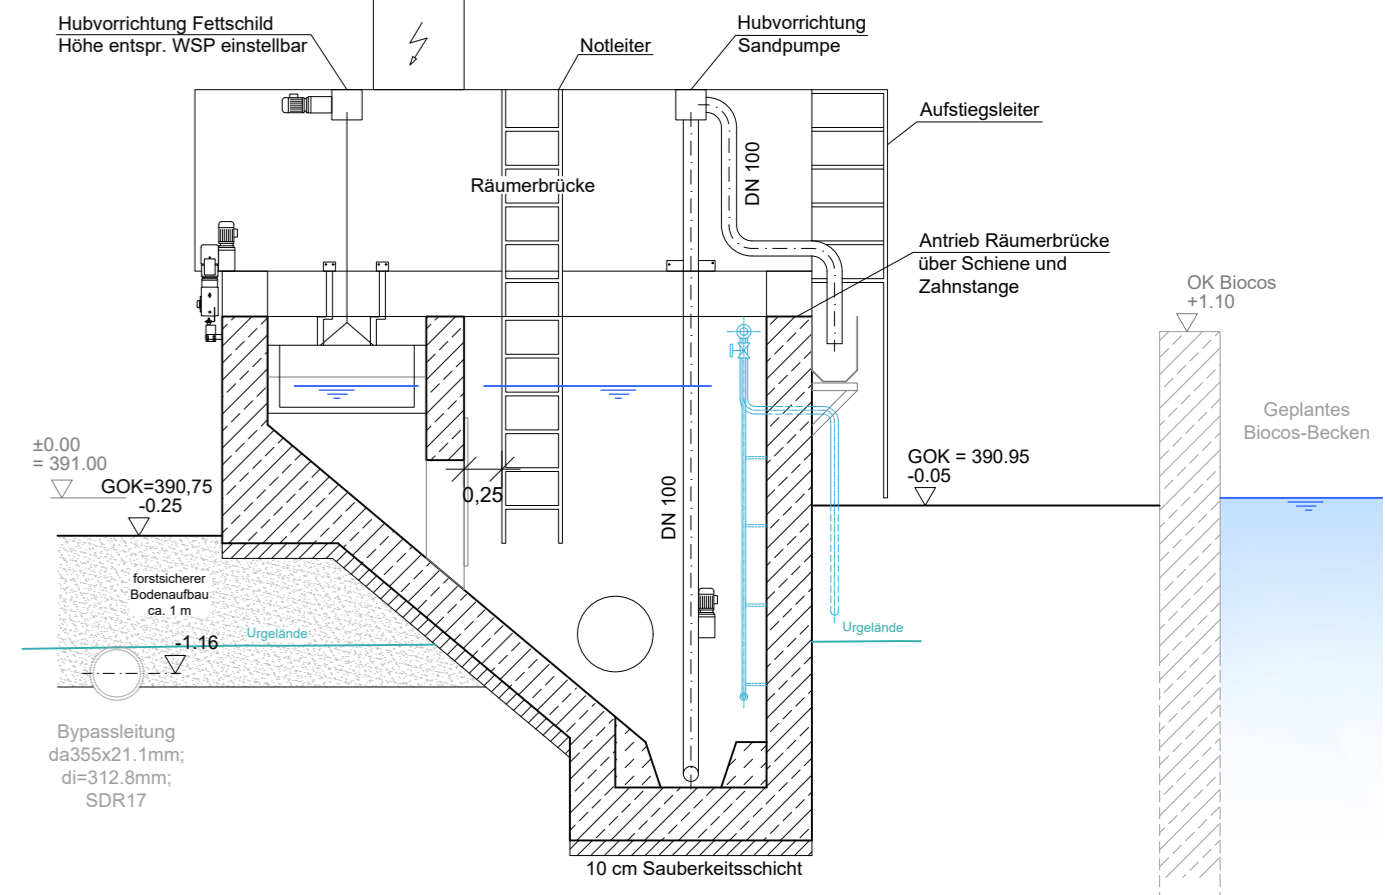 Hubvorrichtung Fettschild
Höhe entspr. WSP einstellbar
Notleiter
Hubvorrichtung
Sandpumpe
Aufstiegsleiter
DN 100
Räumerbrücke
Antrieb Räumerbrücke
über Schiene und
Zahnstange
OK Biocos
+1.10
Geplantes
Biocos-Becken
±0.00
= 391.00
GOK=390,75
-0.25
0,25
DN 100
GOK = 390.95
-0.05
forstsicherer
Bodenaufbau
ca. 1 m
Urgelände
-1.16
Urgelände
Bypassleitung
da355x21.1mm;
di=312.8mm;
SDR17
10 cm Sauberkeitsschicht